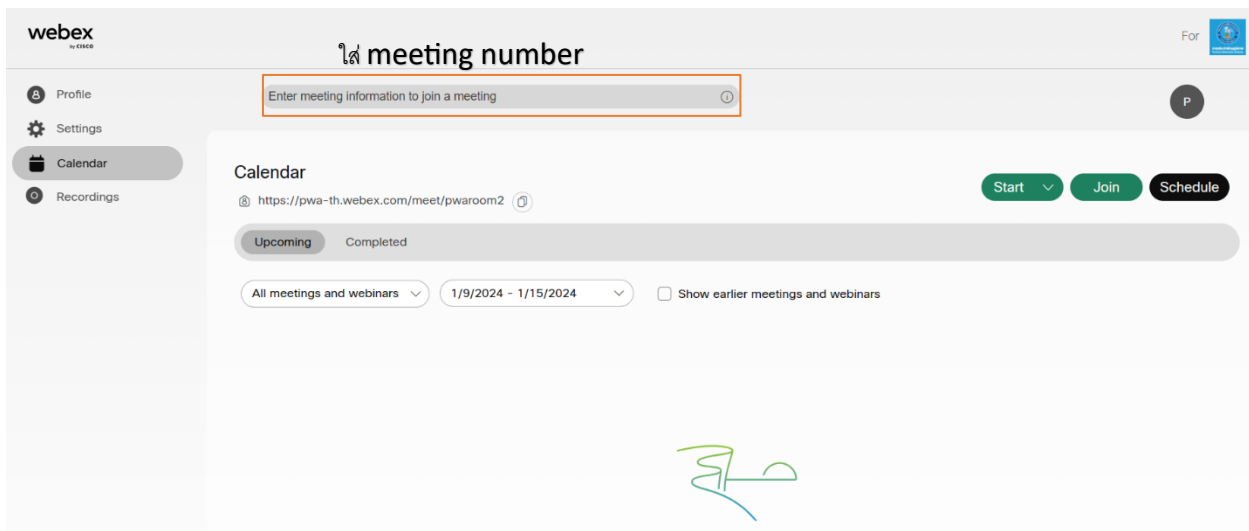 webex
by CISCO
For
ใส่ meeting number
Enter meeting information to join a meeting
P
Profile
Settings
Calendar
Recordings
Calendar
https://pwa-th.webex.com/meet/pwaroom2
Start
Join
Schedule
Upcoming
Completed
All meetings and webinars
1/9/2024 - 1/15/2024
Show earlier meetings and webinars